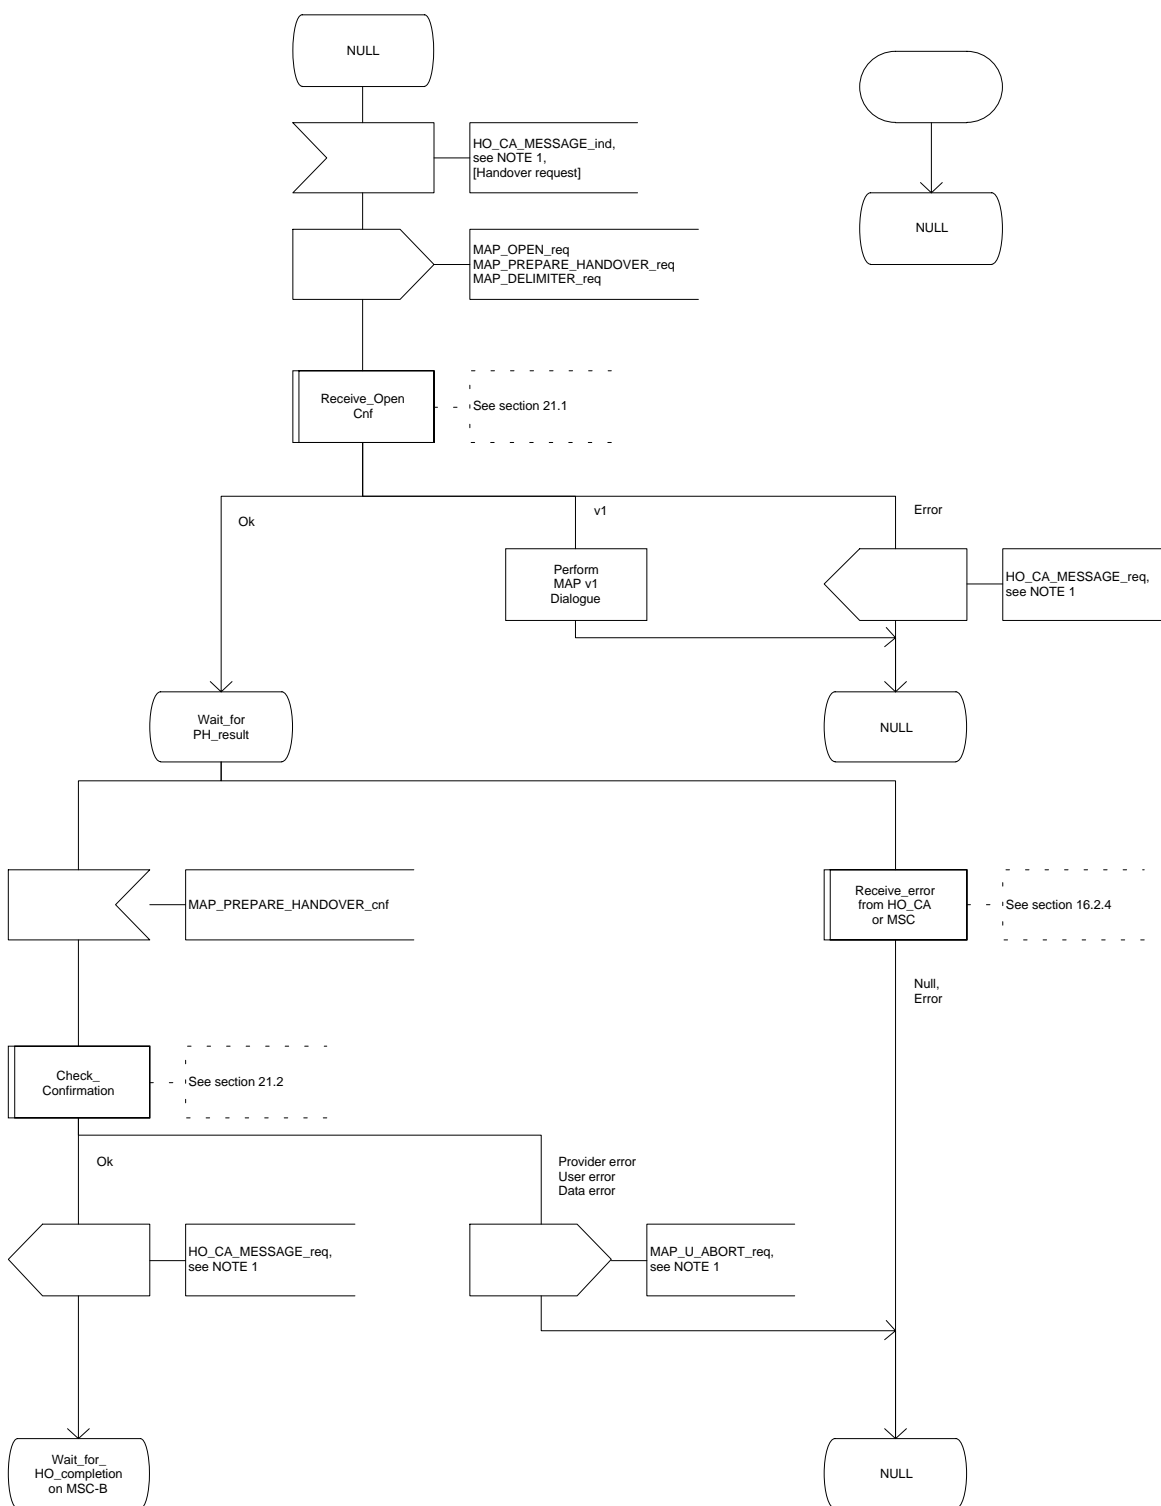 NULL
HO_CA_MESSAGE_ind,
see NOTE 1,
[Handover request]
NULL
MAP_OPEN_req
MAP_PREPARE_HANDOVER_req
MAP_DELIMITER_req
Receive_Open
Cnf
See section 21.1
Ok
v1
Error
Perform
MAP v1
Dialogue
HO_CA_MESSAGE_req,
see NOTE 1
Wait_for
PH_result
NULL
MAP_PREPARE_HANDOVER_cnf
Receive_error
from HO_CA
or MSC
See section 16.2.4
Null,
Error
Check_
Confirmation
See section 21.2
Ok
Provider error
User error
Data error
HO_CA_MESSAGE_req,
see NOTE 1
MAP_U_ABORT_req,
see NOTE 1
Wait_for_
HO_completion
on MSC-B
NULL